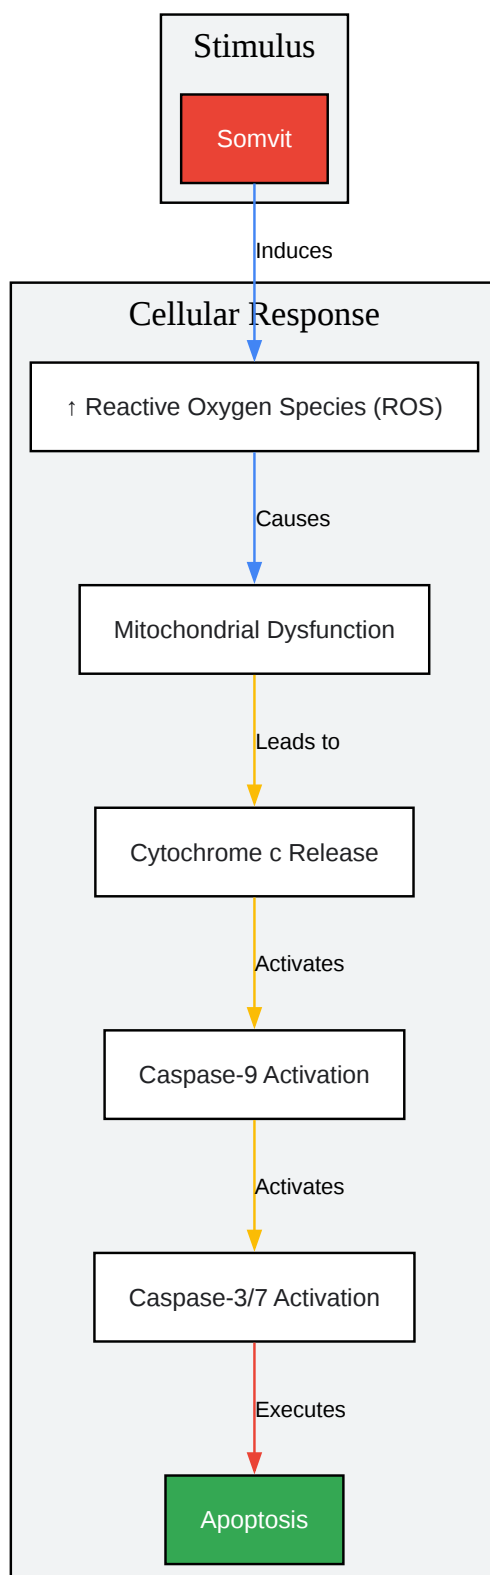 Stimulus
Somvit
Induces
Cellular Response
↑ Reactive Oxygen Species (ROS)
Causes
Mitochondrial Dysfunction
Leads to
Cytochrome c Release
Activates
Caspase-9 Activation
Activates
Caspase-3/7 Activation
Executes
Apoptosis